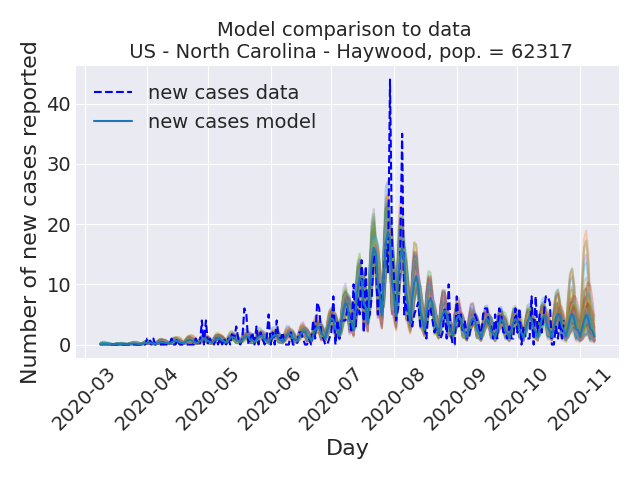 Model comparison to data
US - North Carolina - Haywood, pop. = 62317
Number of new cases reported
new cases data
new cases model
40
30
20
10
0
2020-03
2020-04
2020-05
2020-06
2020-07
2020-08
2020-09
2020-10
2020-11
Day